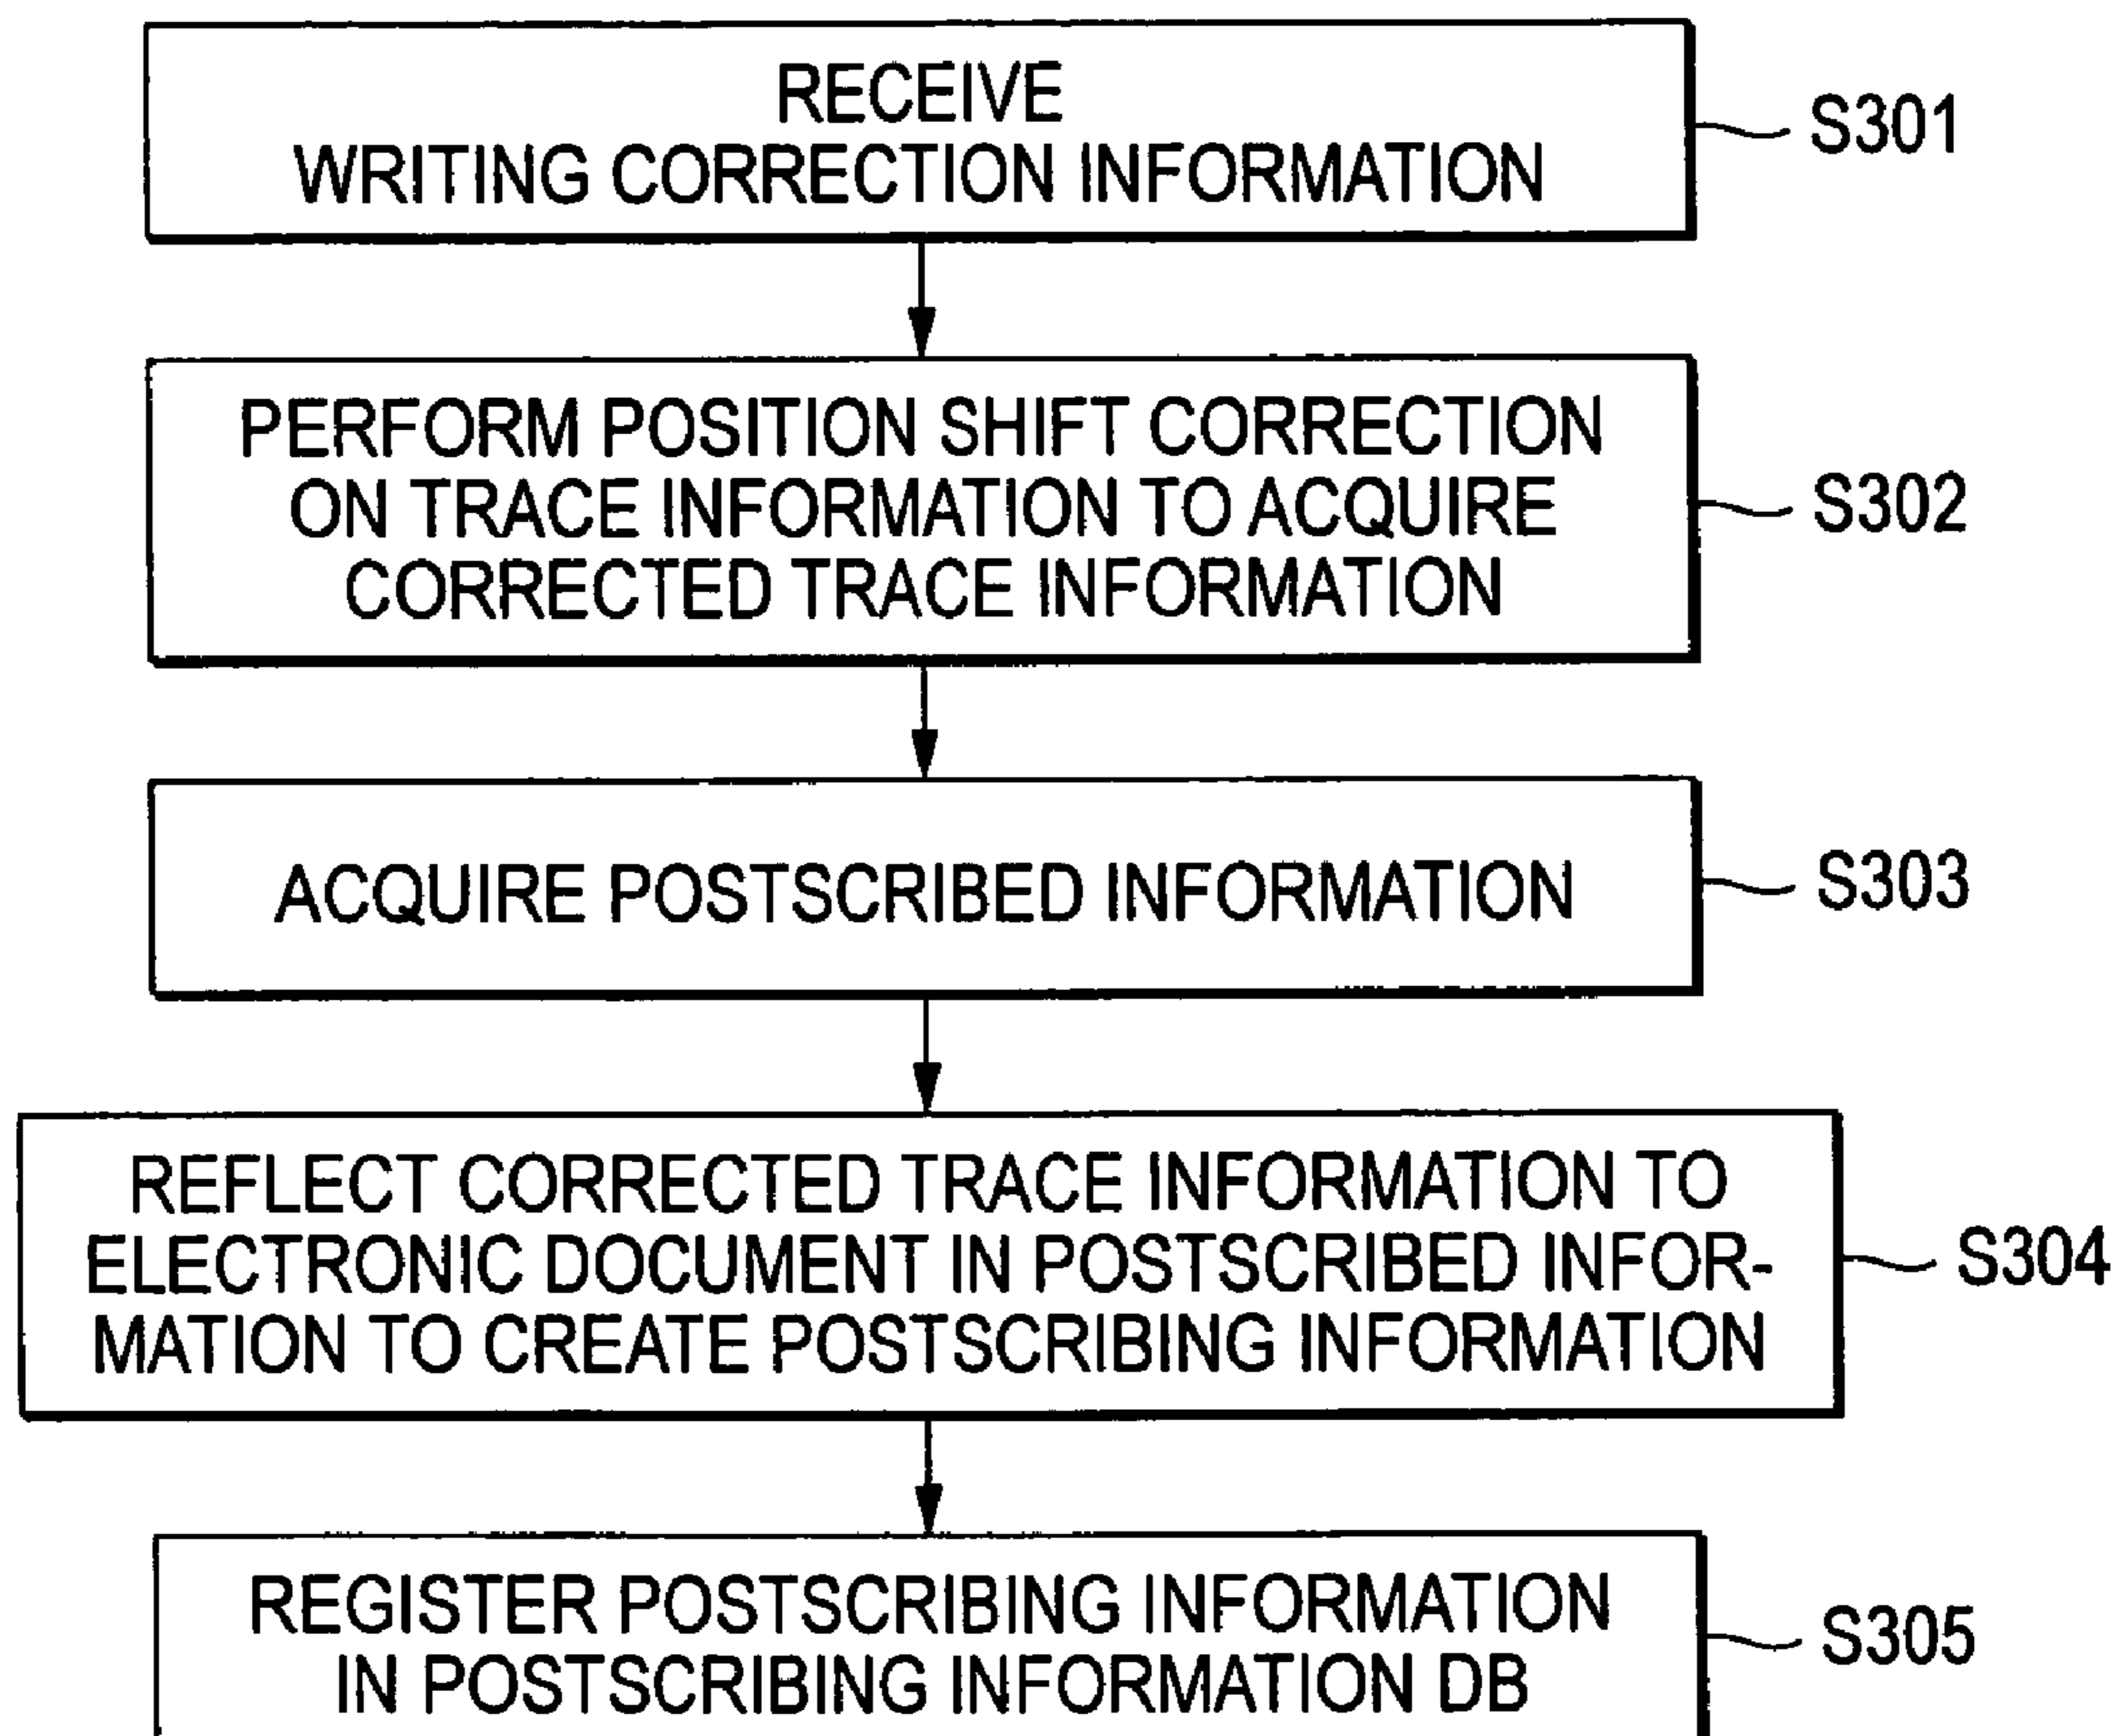 RECEIVE
WRITING CORRECTION INFORMATION
S301
PERFORM POSITION SHIFT CORRECTION
ON TRACE INFORMATION TO ACQUIRE
CORRECTED TRACE INFORMATION
S302
ACQUIRE POSTSCRIBED INFORMATION
S303
REFLECT CORRECTED TRACE INFORMATION TO
ELECTRONIC DOCUMENT IN POSTSCRIBED INFOR-
MATION TO CREATE POSTSCRIBING INFORMATION
S304
REGISTER POSTSCRIBING INFORMATION
IN POSTSCRIBING INFORMATION DB
S305